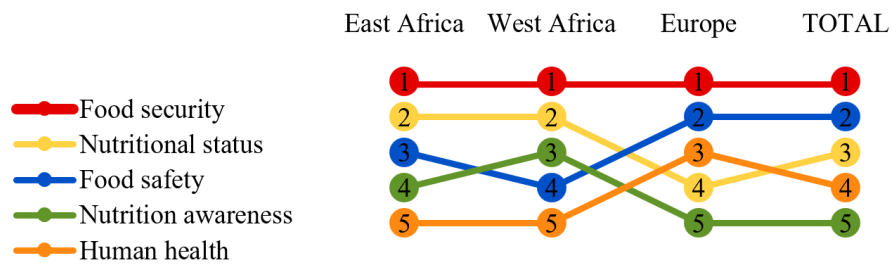 East Africa West Africa Europe TOTAL
1 1 1 1
Food security
2 2 2 2
Nutritional status
3 3 3 3
Food safety
4 4 4 4
Nutrition awareness
5 5 5 5
Human health